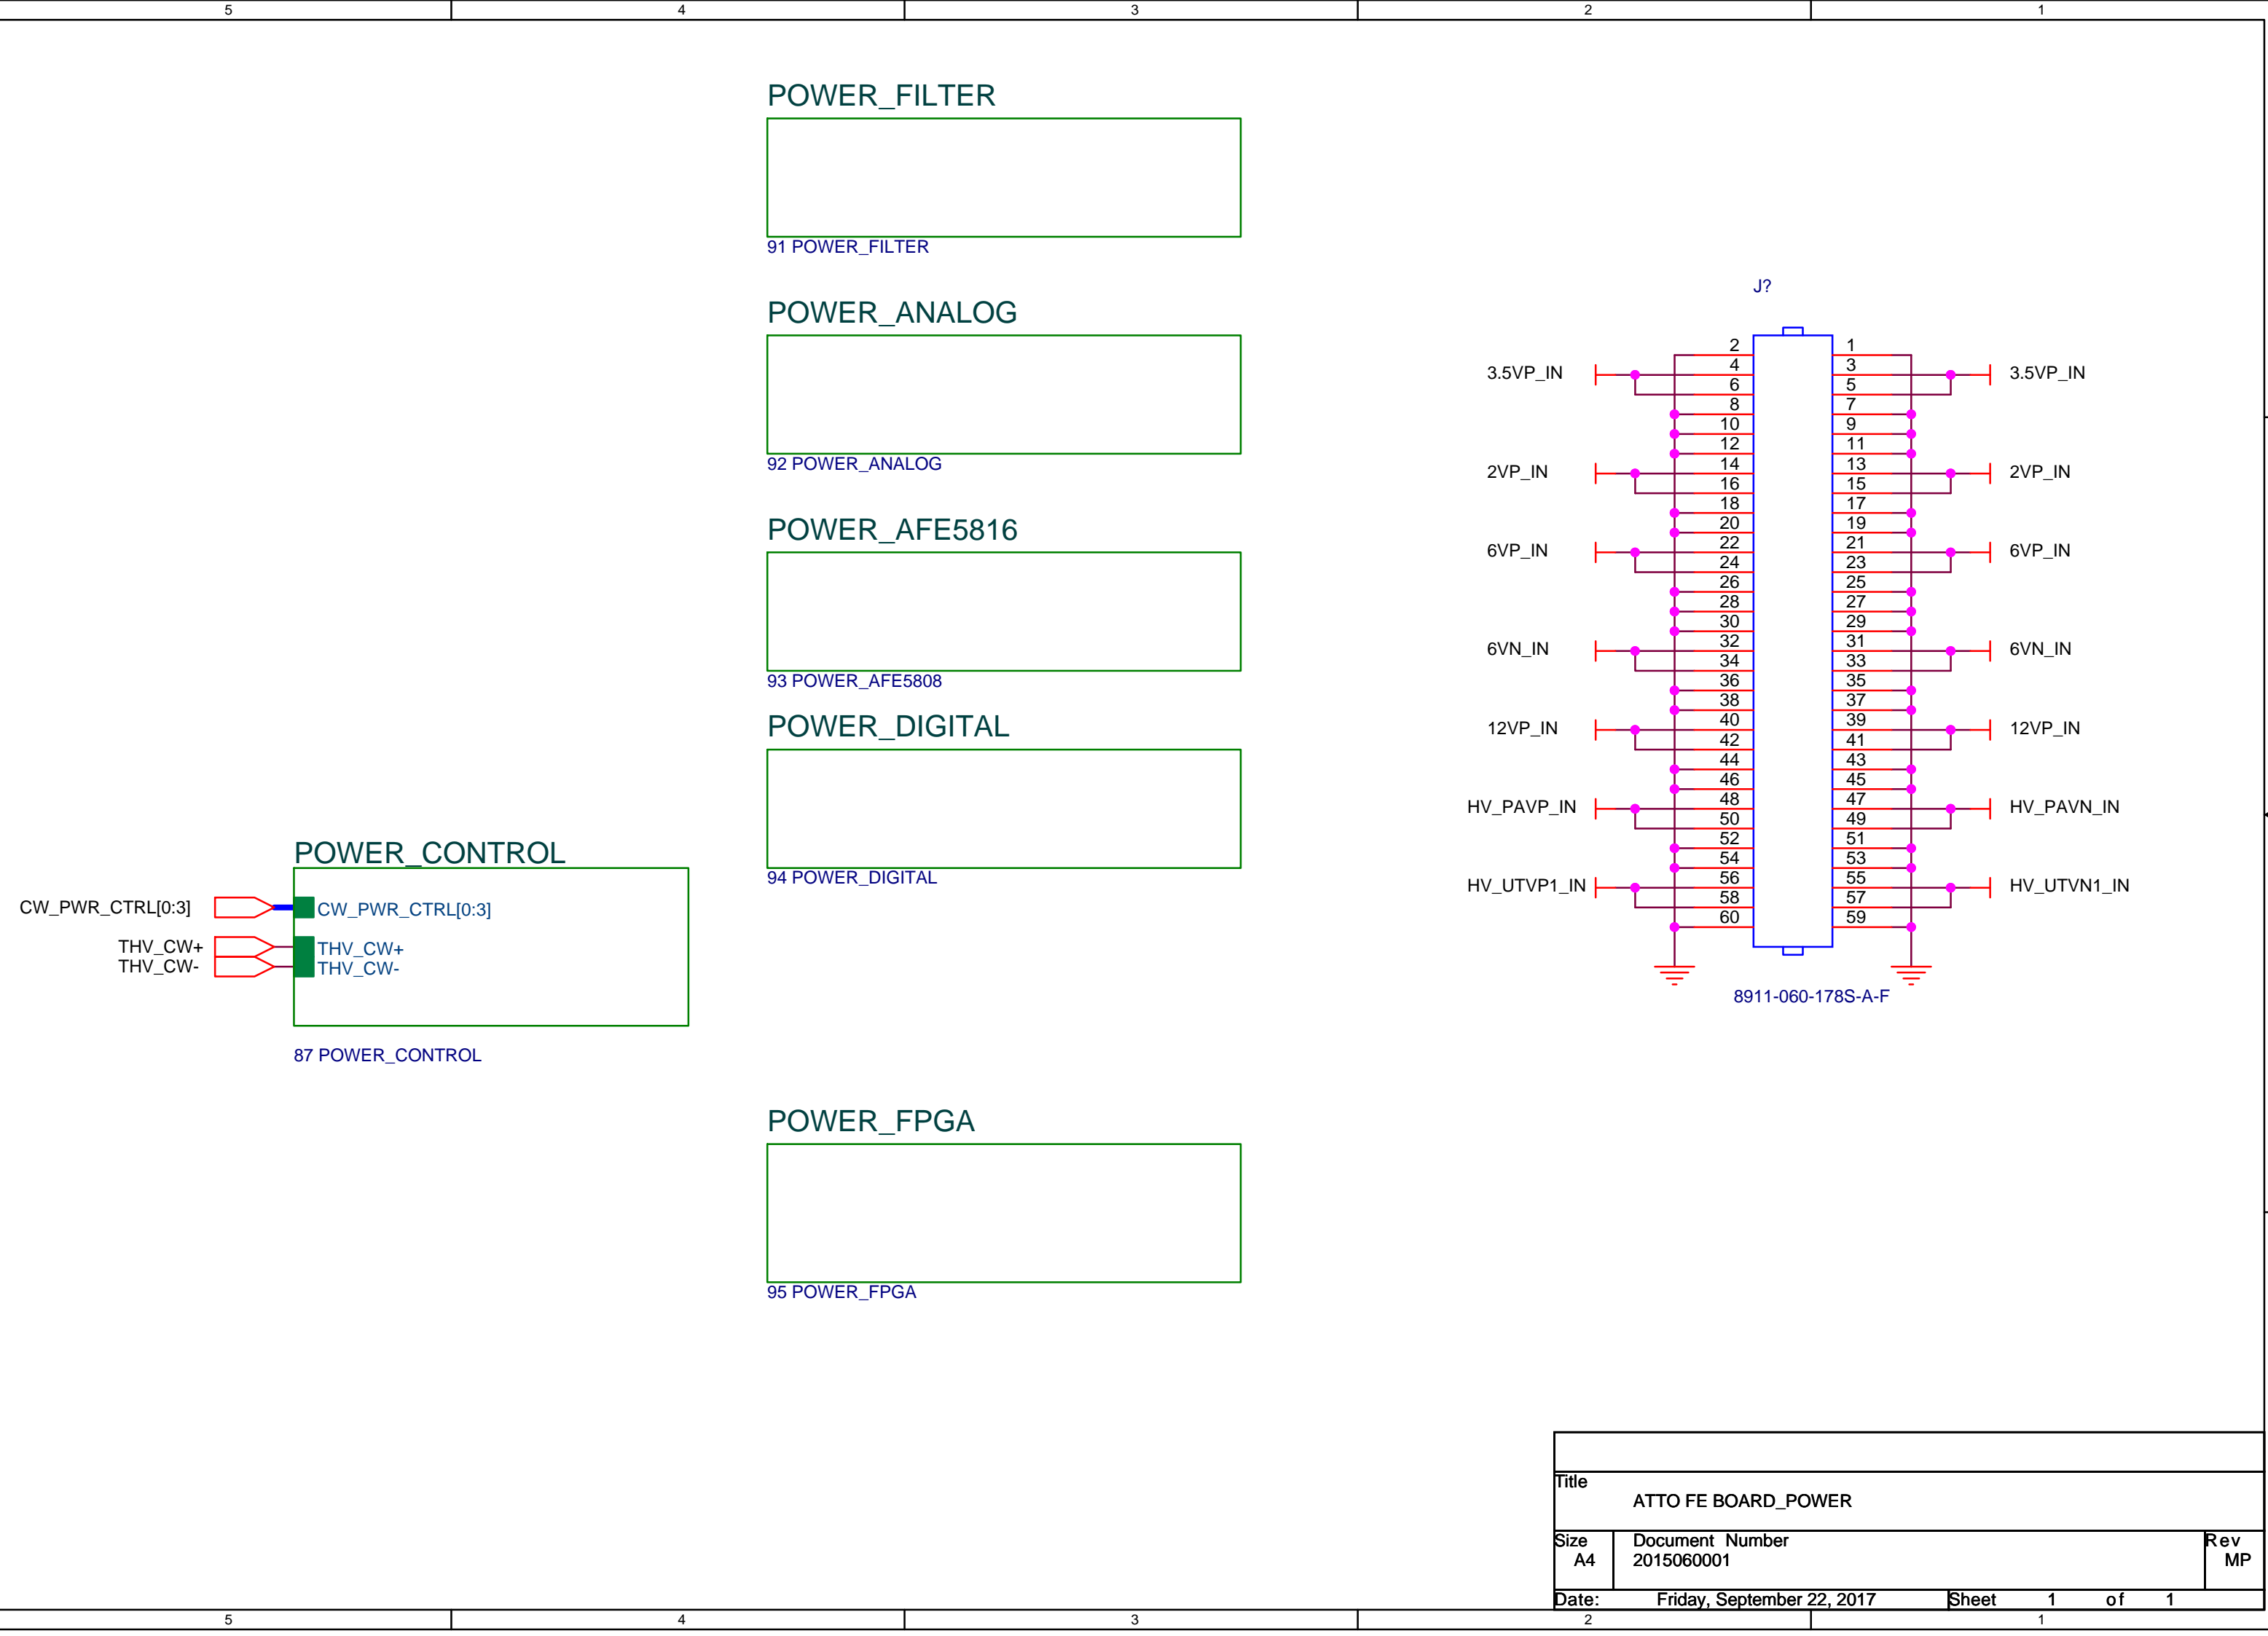 5 4 3 2 1
POWER_FILTER
91 POWER_FILTER
POWER_ANALOG
92 POWER_ANALOG
POWER_AFE5816
93 POWER_AFE5808
POWER_DIGITAL
94 POWER_DIGITAL
POWER_CONTROL
CW_PWR_CTRL[0:3] CW_PWR_CTRL[0:3]
THV_CW+ THV_CW+
THV_CW- THV_CW-
87 POWER_CONTROL
POWER_FPGA
95 POWER_FPGA
J?
2 1
3.5VP_IN 4 3 3.5VP_IN
6 5
8 7
10 9
12 11
2VP_IN 14 13 2VP_IN
16 15
18 17
20 19
6VP_IN 22 21 6VP_IN
24 23
26 25
28 27
30 29
6VN_IN 32 31 6VN_IN
34 33
36 35
38 37
12VP_IN 40 39 12VP_IN
42 41
44 43
46 45
HV_PAVP_IN 48 47 HV_PAVN_IN
50 49
52 51
54 53
HV_UTVP1_IN 56 55 HV_UTVN1_IN
58 57
60 59
8911-060-178S-A-F
Title
ATTO FE BOARD_POWER
Size Document Number Rev
A4 2015060001 MP
Date: Friday, September 22, 2017 Sheet 1 of 1
5 4 3 2 1